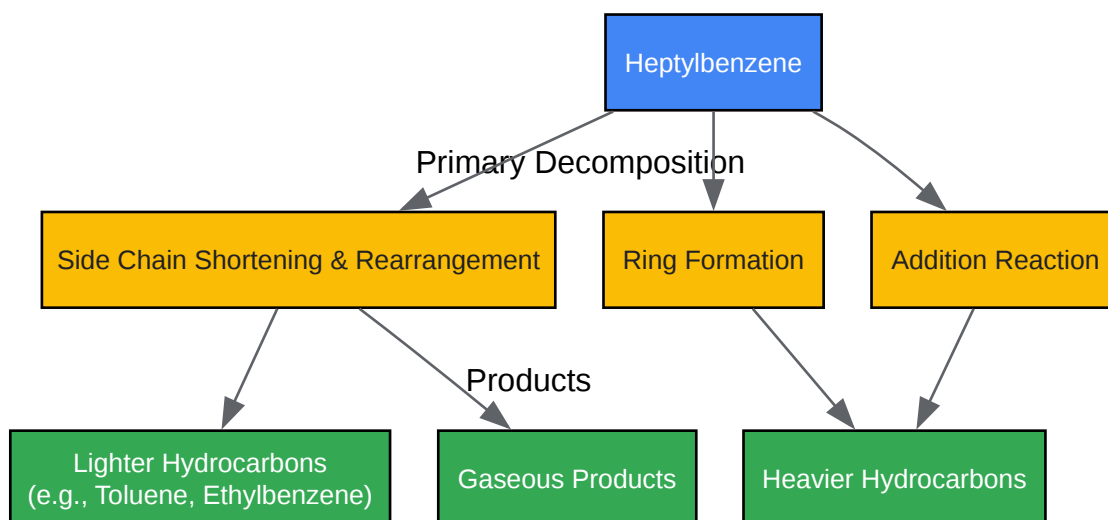 Heptylbenzene
Primary Decomposition
Side Chain Shortening & Rearrangement
Ring Formation
Addition Reaction
Products
Lighter Hydrocarbons
(e.g., Toluene, Ethylbenzene)
Gaseous Products
Heavier Hydrocarbons